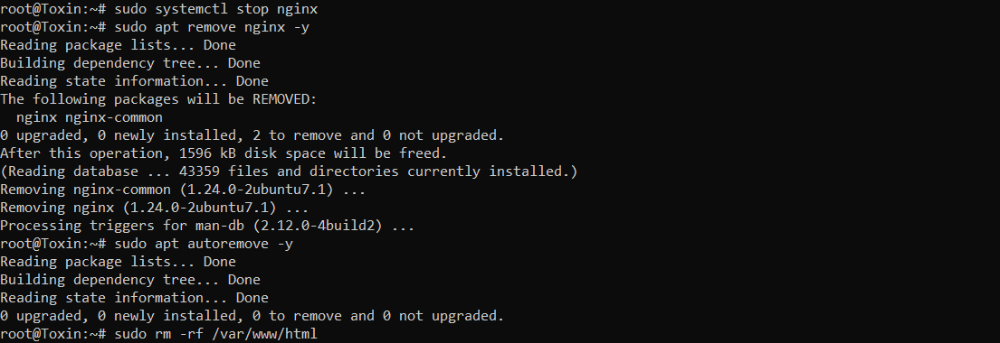 root@Toxin:~# sudo systemctl stop nginx
root@Toxin:~# sudo apt remove nginx -y
Reading package lists... Done
Building dependency tree... Done
Reading state information... Done
The following packages will be REMOVED:
  nginx nginx-common
0 upgraded, 0 newly installed, 2 to remove and 0 not upgraded.
After this operation, 1596 kB disk space will be freed.
(Reading database ... 43359 files and directories currently installed.)
Removing nginx-common (1.24.0-2ubuntu7.1) ...
Removing nginx (1.24.0-2ubuntu7.1) ...
Processing triggers for man-db (2.12.0-4build2) ...
root@Toxin:~# sudo apt autoremove -y
Reading package lists... Done
Building dependency tree... Done
Reading state information... Done
0 upgraded, 0 newly installed, 0 to remove and 0 not upgraded.
root@Toxin:~# sudo rm -rf /var/www/html